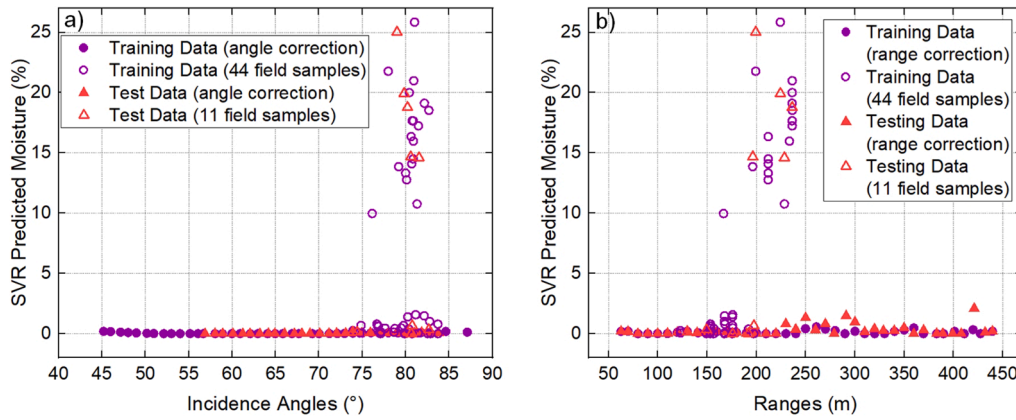 a)
Training Data (angle correction)
Training Data (44 field samples)
Test Data (angle correction)
Test Data (11 field samples)
SVR Predicted Moisture (%)
25
20
15
10
5
0
40 45 50 55 60 65 70 75 80 85 90
Incidence Angles (°)
b)
Training Data
(range correction)
Training Data
(44 field samples)
Testing Data
(range correction)
Testing Data
(11 field samples)
SVR Predicted Moisture (%)
25
20
15
10
5
0
50 100 150 200 250 300 350 400 450
Ranges (m)